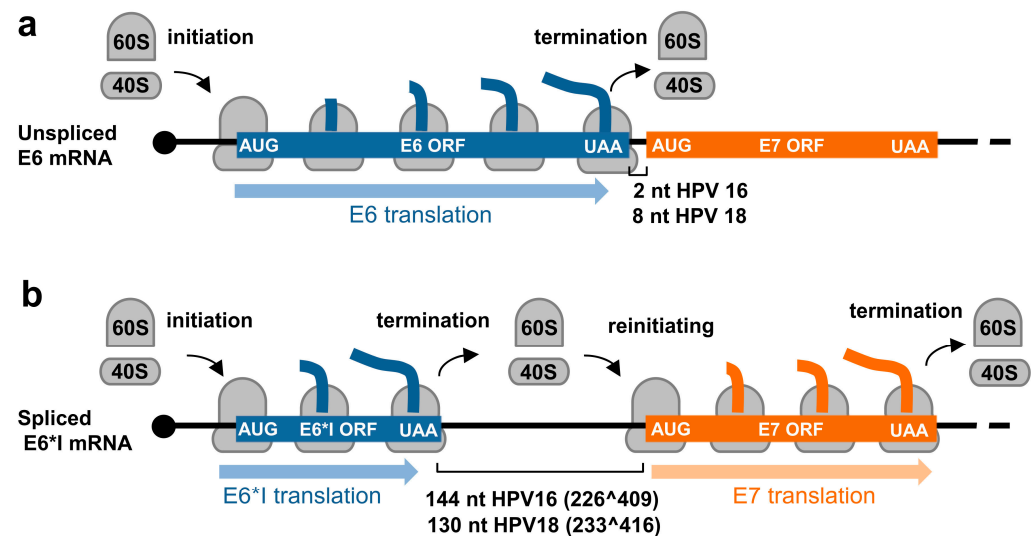 a
60S
40S
initiation
termination
60S
40S
Unspliced
E6 mRNA
AUG E6 ORF UAA AUG E7 ORF UAA
2 nt HPV 16
8 nt HPV 18
E6 translation
b
60S
40S
initiation
termination
60S
40S
reinitiating
termination
60S
40S
Spliced
E6*I mRNA
AUG E6*I ORF UAA AUG E7 ORF UAA
E6*I translation
144 nt HPV16 (226^409)
130 nt HPV18 (233^416)
E7 translation